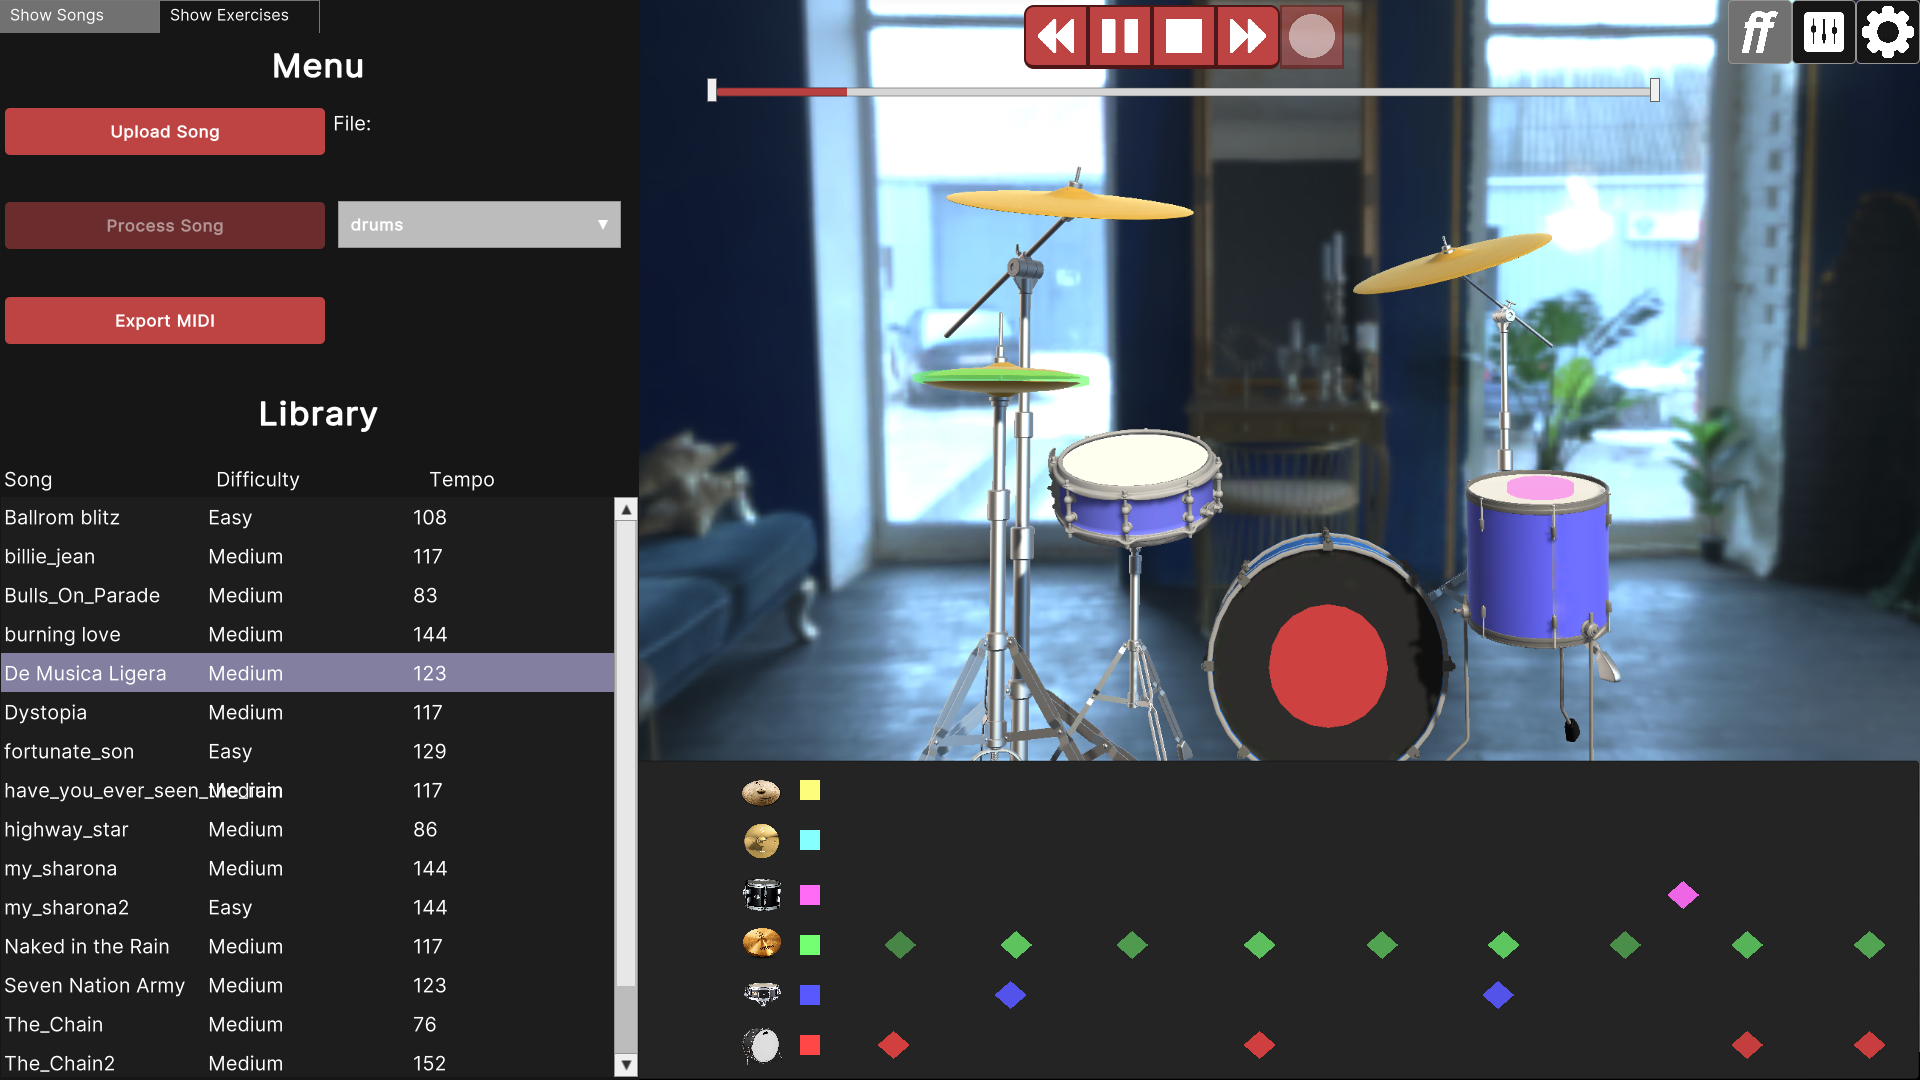 Show Songs Show Exercises
Menu
Upload Song File:
Process Song drums
Export MIDI
Library
Song Difficulty Tempo
Ballrom blitz Easy 108
billie_jean Medium 117
Bulls_On_Parade Medium 83
burning love Medium 144
De Musica Ligera Medium 123
Dystopia Medium 117
fortunate_son Easy 129
have_you_ever_seen_the_rain Medium 117
highway_star Medium 86
my_sharona Medium 144
my_sharona2 Easy 144
Naked in the Rain Medium 117
Seven Nation Army Medium 123
The_Chain Medium 76
The_Chain2 Medium 152
ff